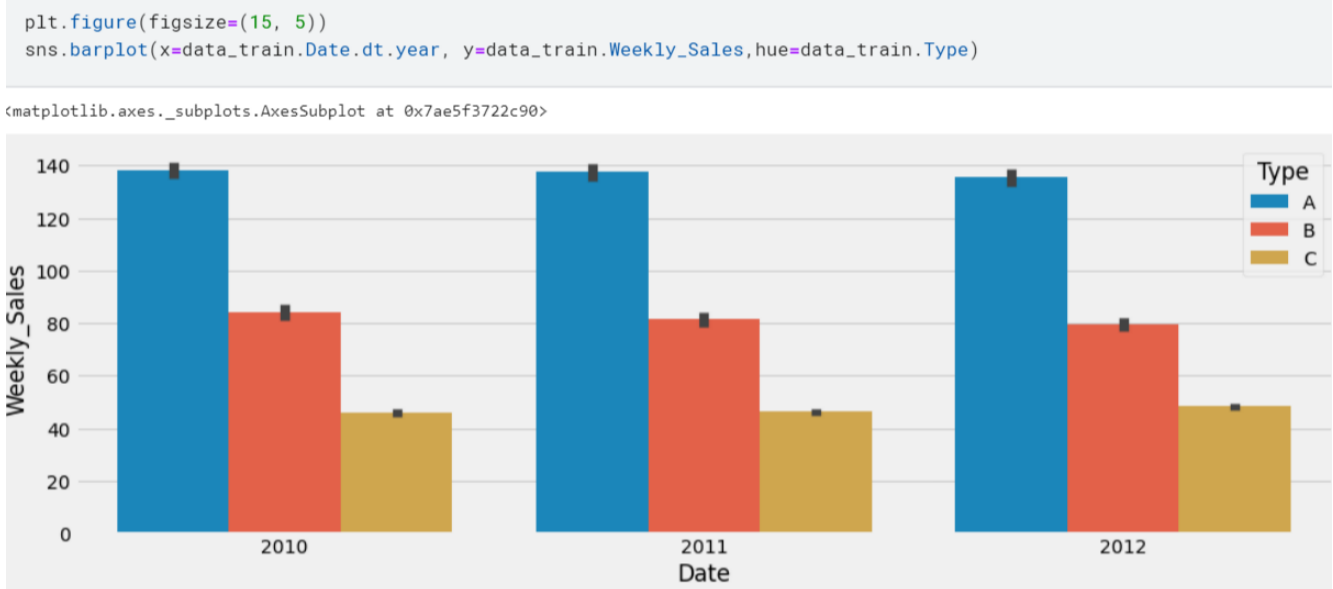 plt.figure(figsize=(15, 5))
sns.barplot(x=data_train.Date.dt.year, y=data_train.Weekly_Sales,hue=data_train.Type)
<matplotlib.axes._subplots.AxesSubplot at 0x7ae5f3722c90>
140
120
100
80
60
40
20
0
Weekly_Sales
2010
2011
2012
Date
Type
A
B
C